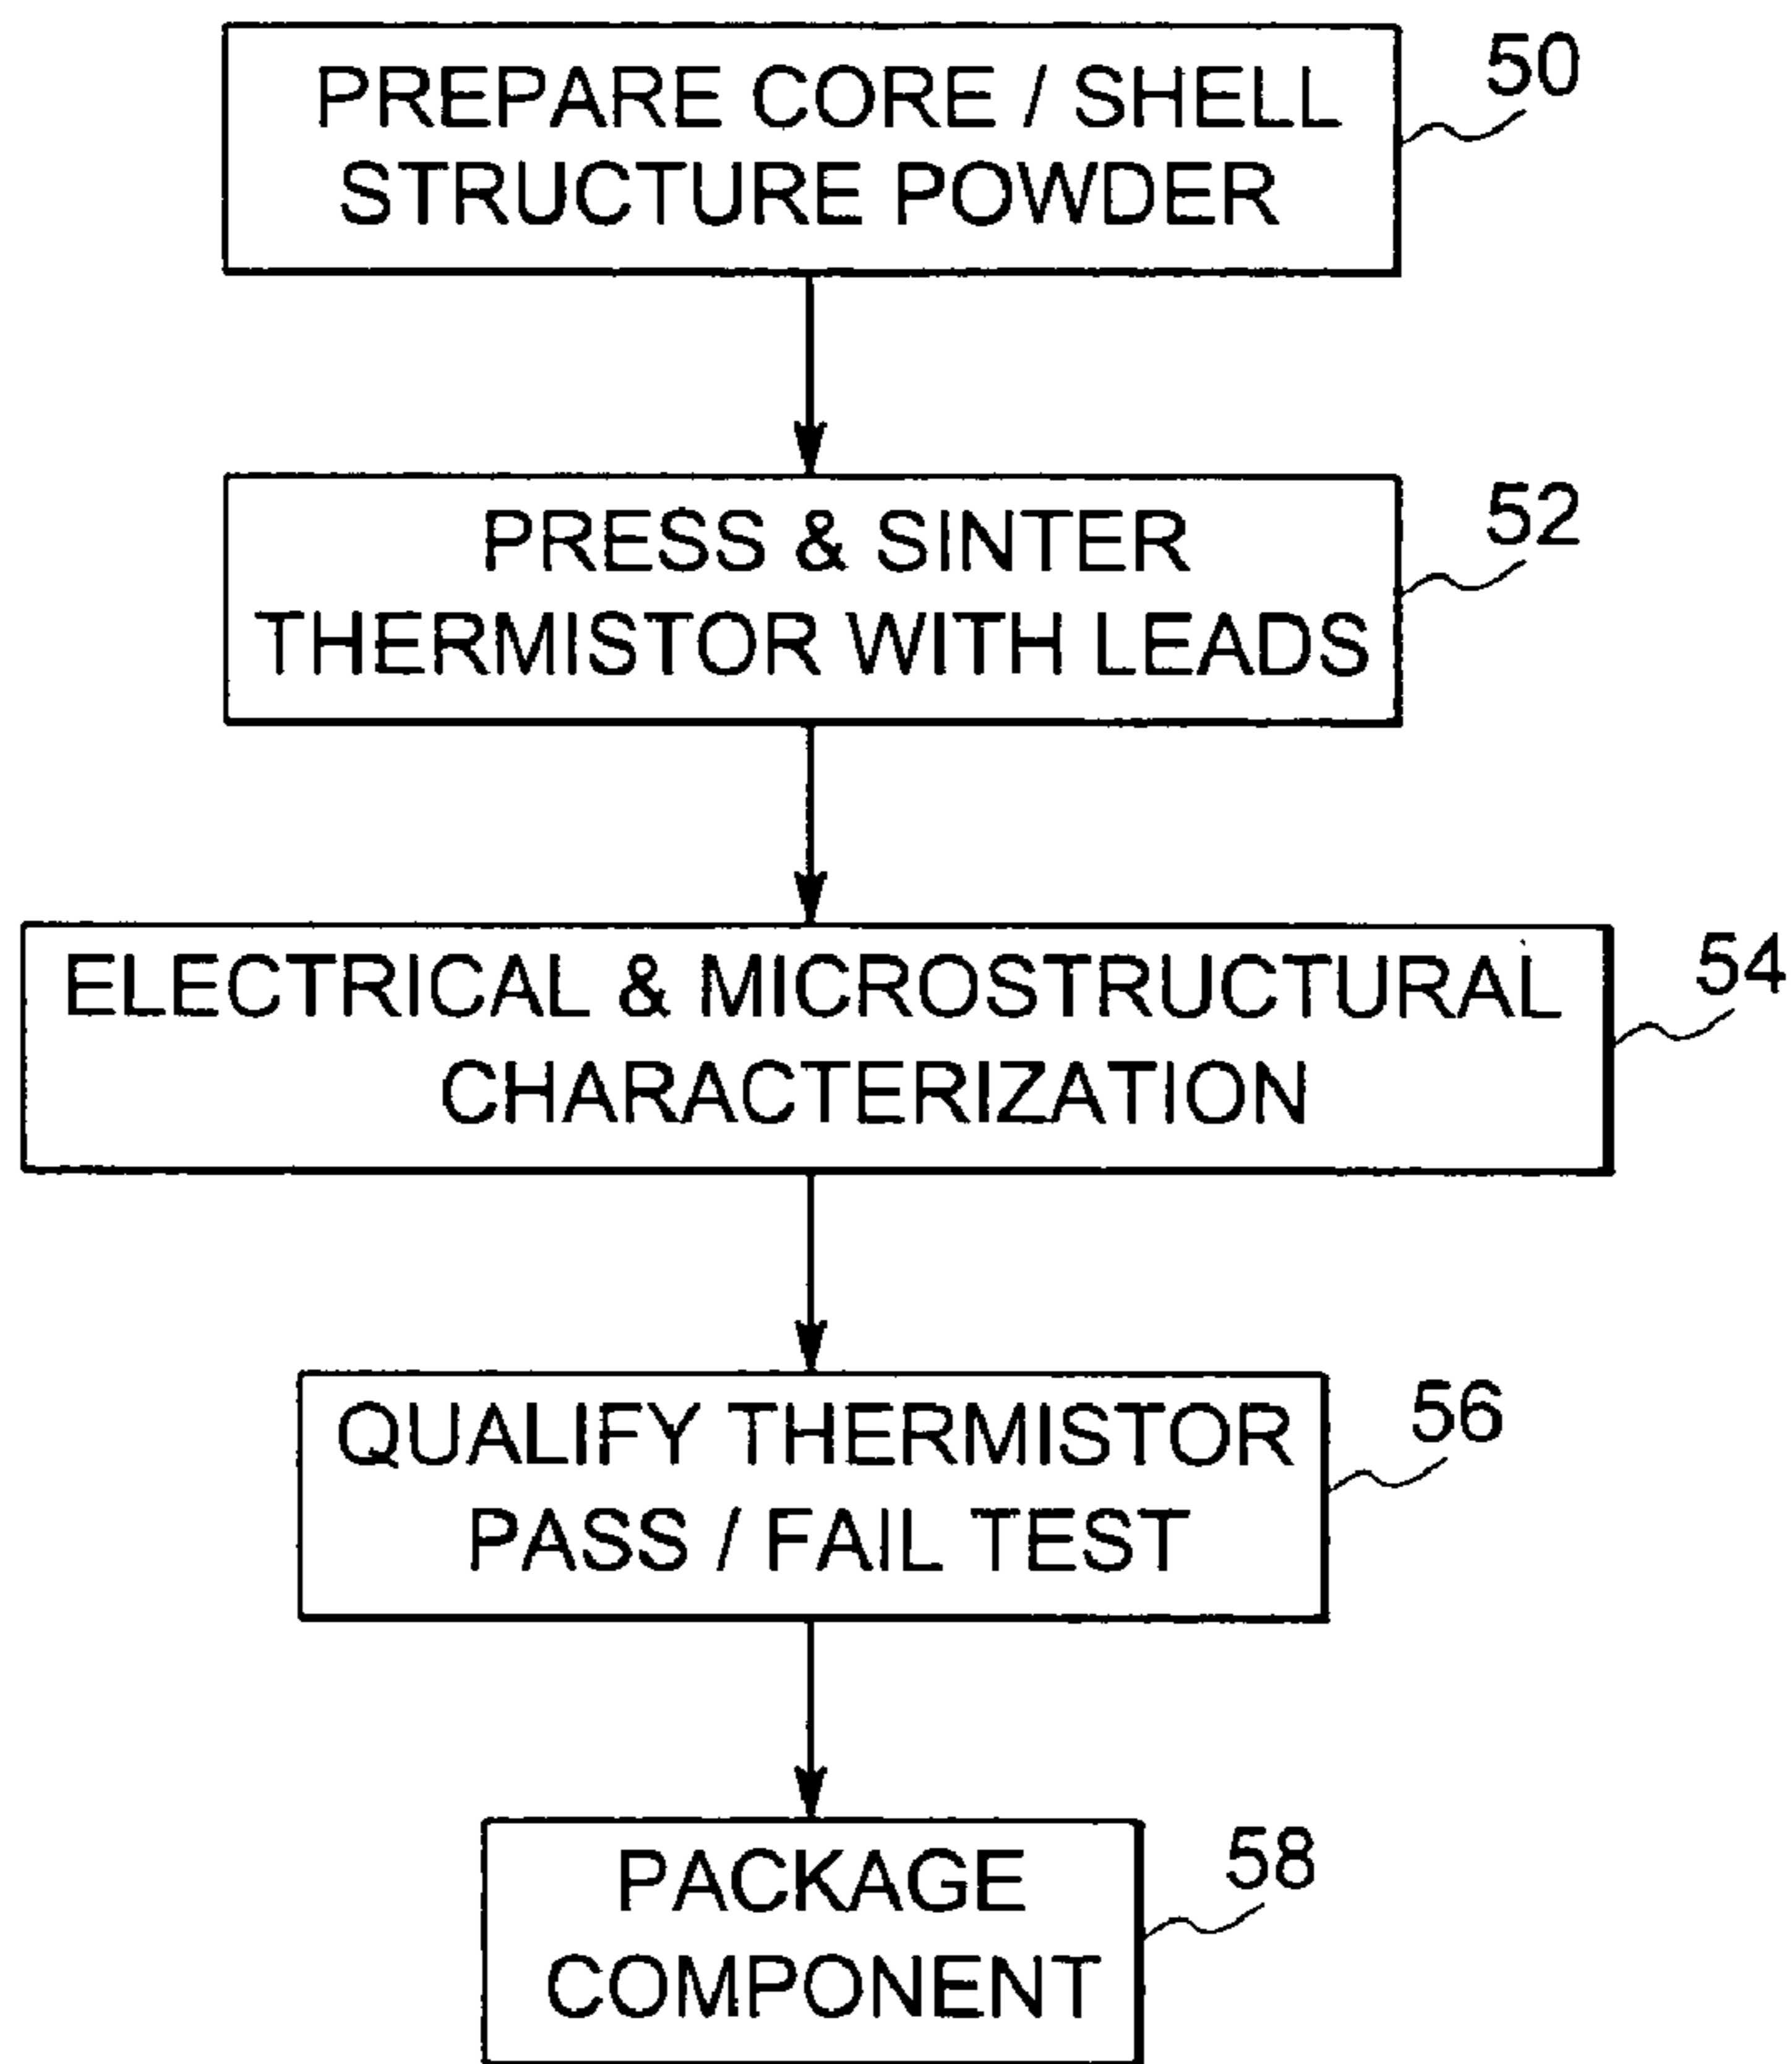 PREPARE CORE / SHELL
STRUCTURE POWDER
50
PRESS & SINTER
THERMISTOR WITH LEADS
52
ELECTRICAL & MICROSTRUCTURAL
CHARACTERIZATION
54
QUALIFY THERMISTOR
PASS / FAIL TEST
56
PACKAGE
COMPONENT
58